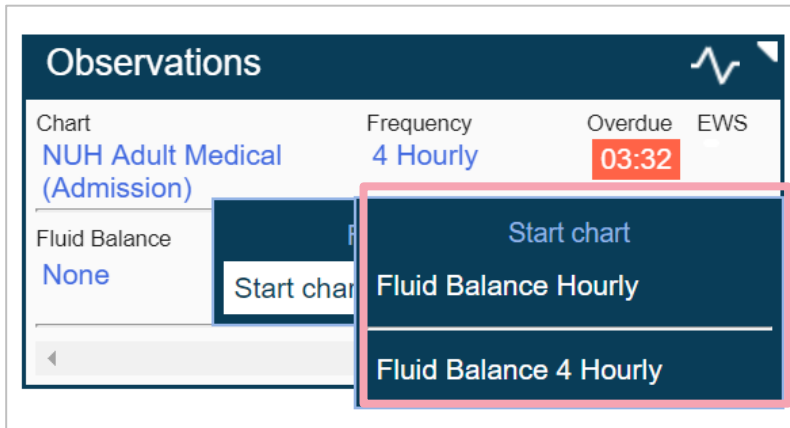 Observations
Chart Frequency Overdue EWS
NUH Adult Medical 4 Hourly 03:32
(Admission)
Fluid Balance
None
Start chart
Fluid Balance Hourly
Fluid Balance 4 Hourly
Start char